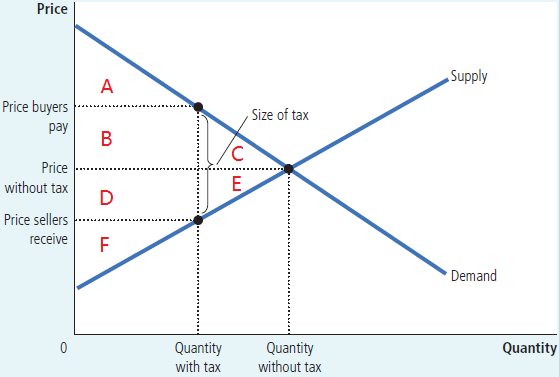 Price
A
Supply
Price buyers
pay
Size of tax
B
C
Price
without tax
E
D
Price sellers
receive
F
Demand
0
Quantity
with tax
Quantity
without tax
Quantity